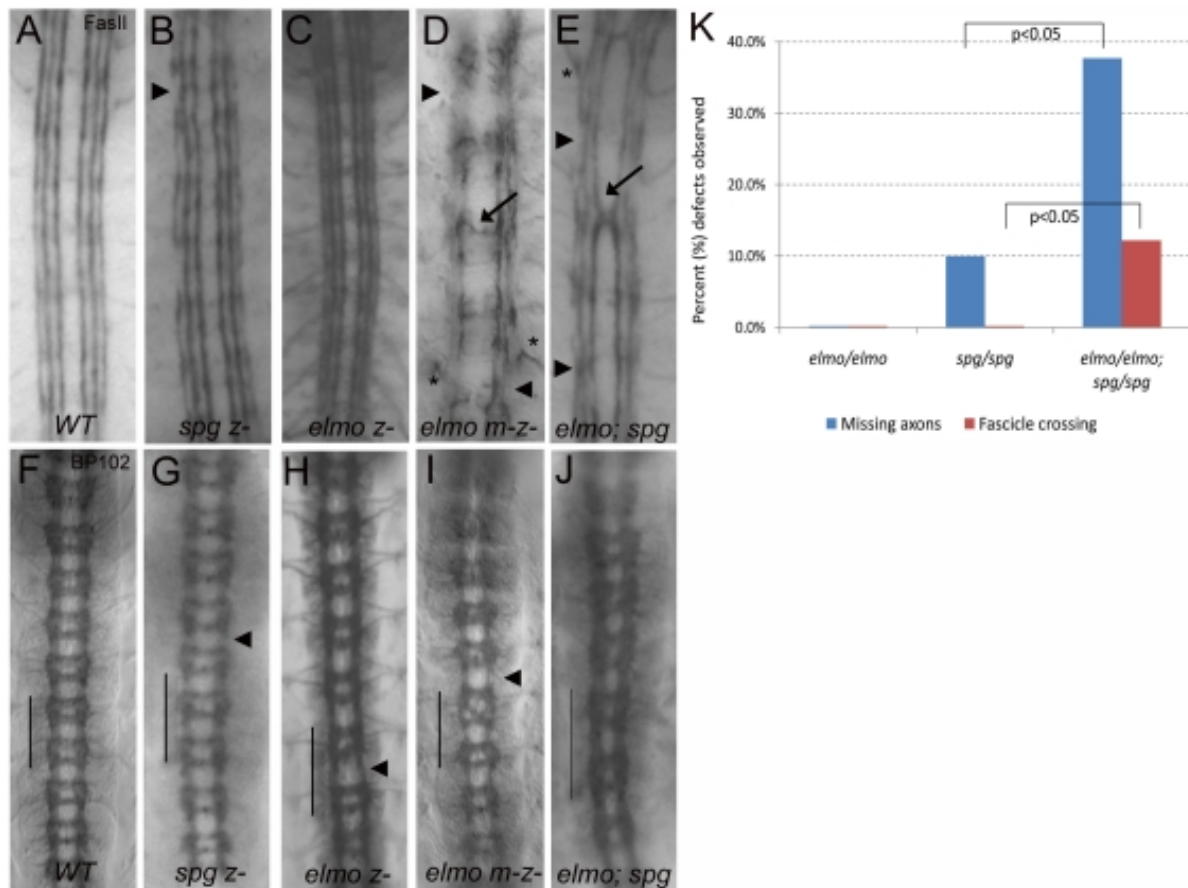 A
FasII
WT
B
spg z-
C
elmo z-
D
*
*
elmo m-z-
E
*
elmo; spg
F
BP102
WT
G
spg z-
H
elmo z-
I
elmo m-z-
J
elmo; spg
K
Percent (%) defects observed
40.0%
30.0%
20.0%
10.0%
0.0%
p<0.05
p<0.05
elmo/elmo
spg/spg
elmo/elmo;
spg/spg
Missing axons
Fascicle crossing